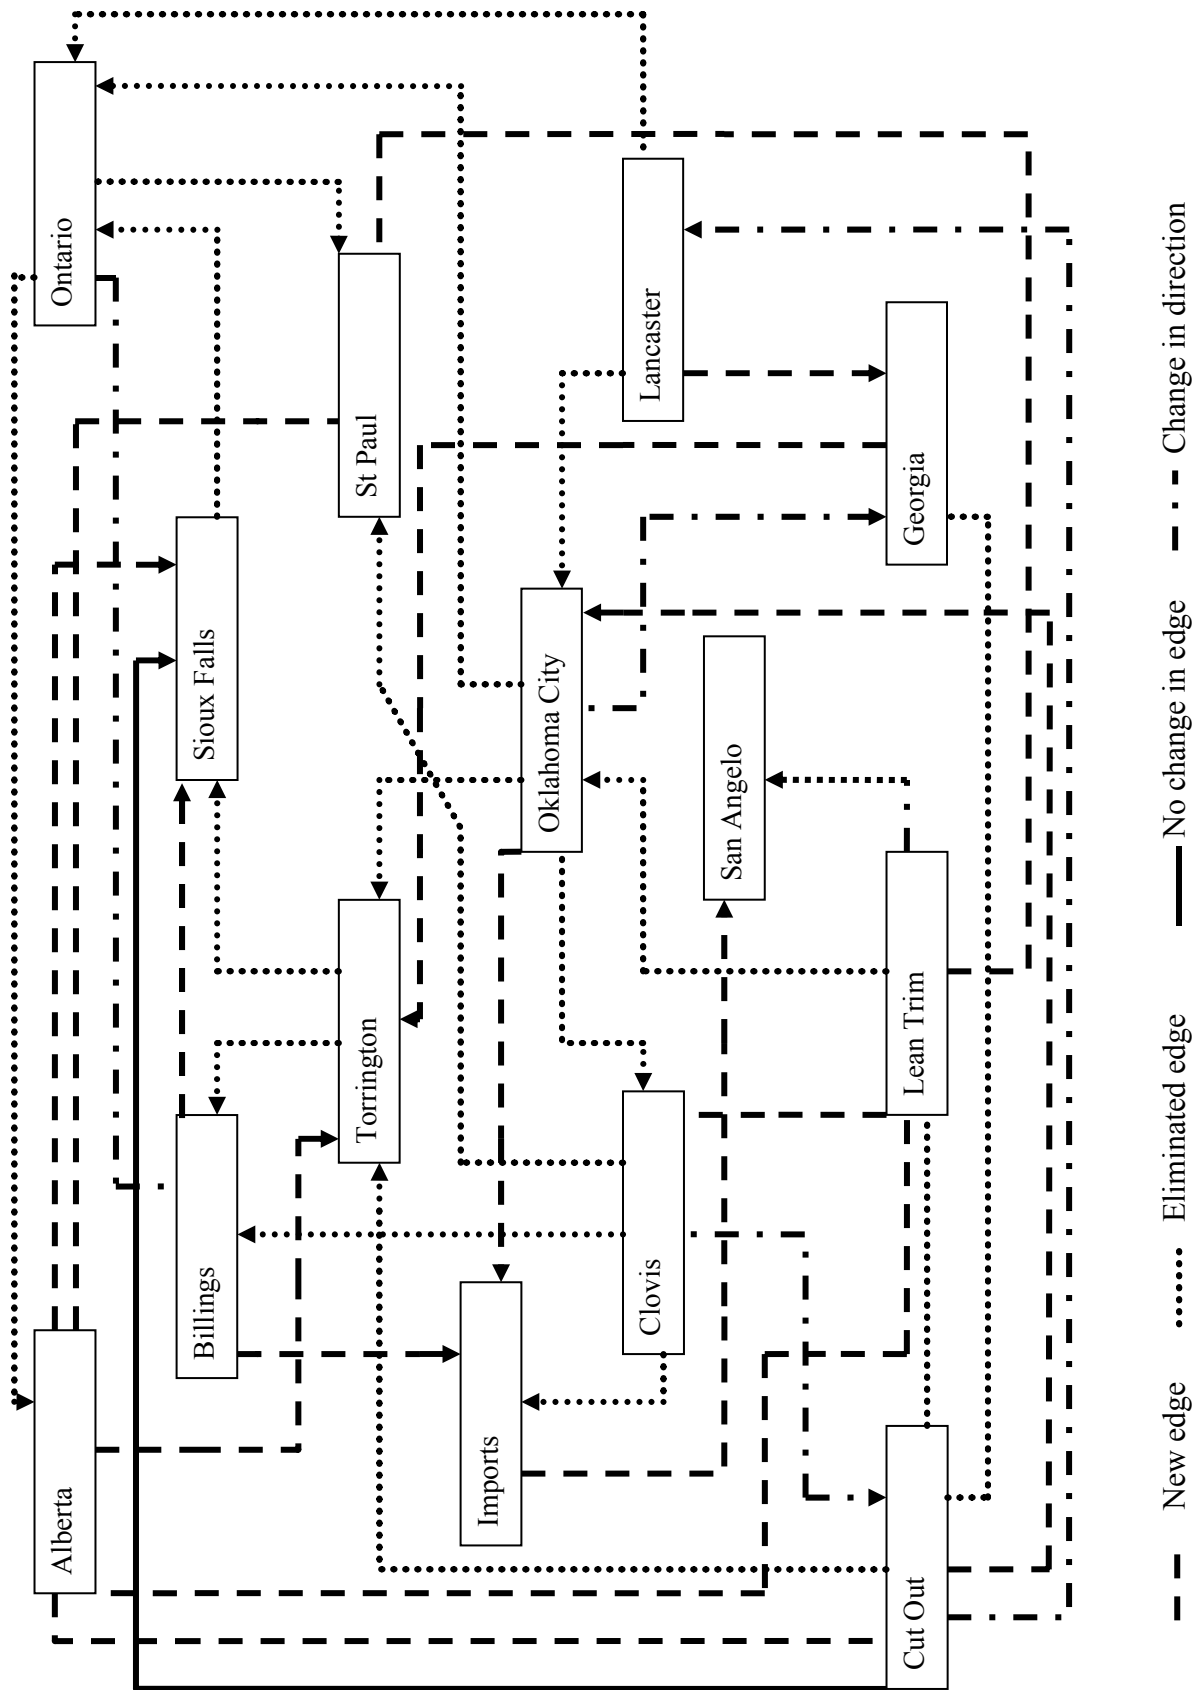 Alberta
Billings
Sioux Falls
Ontario
Torrington
St Paul
Imports
Oklahoma City
Clovis
Lancaster
San Angelo
Cut Out
Lean Trim
Georgia
New edge
Eliminated edge
No change in edge
Change in direction